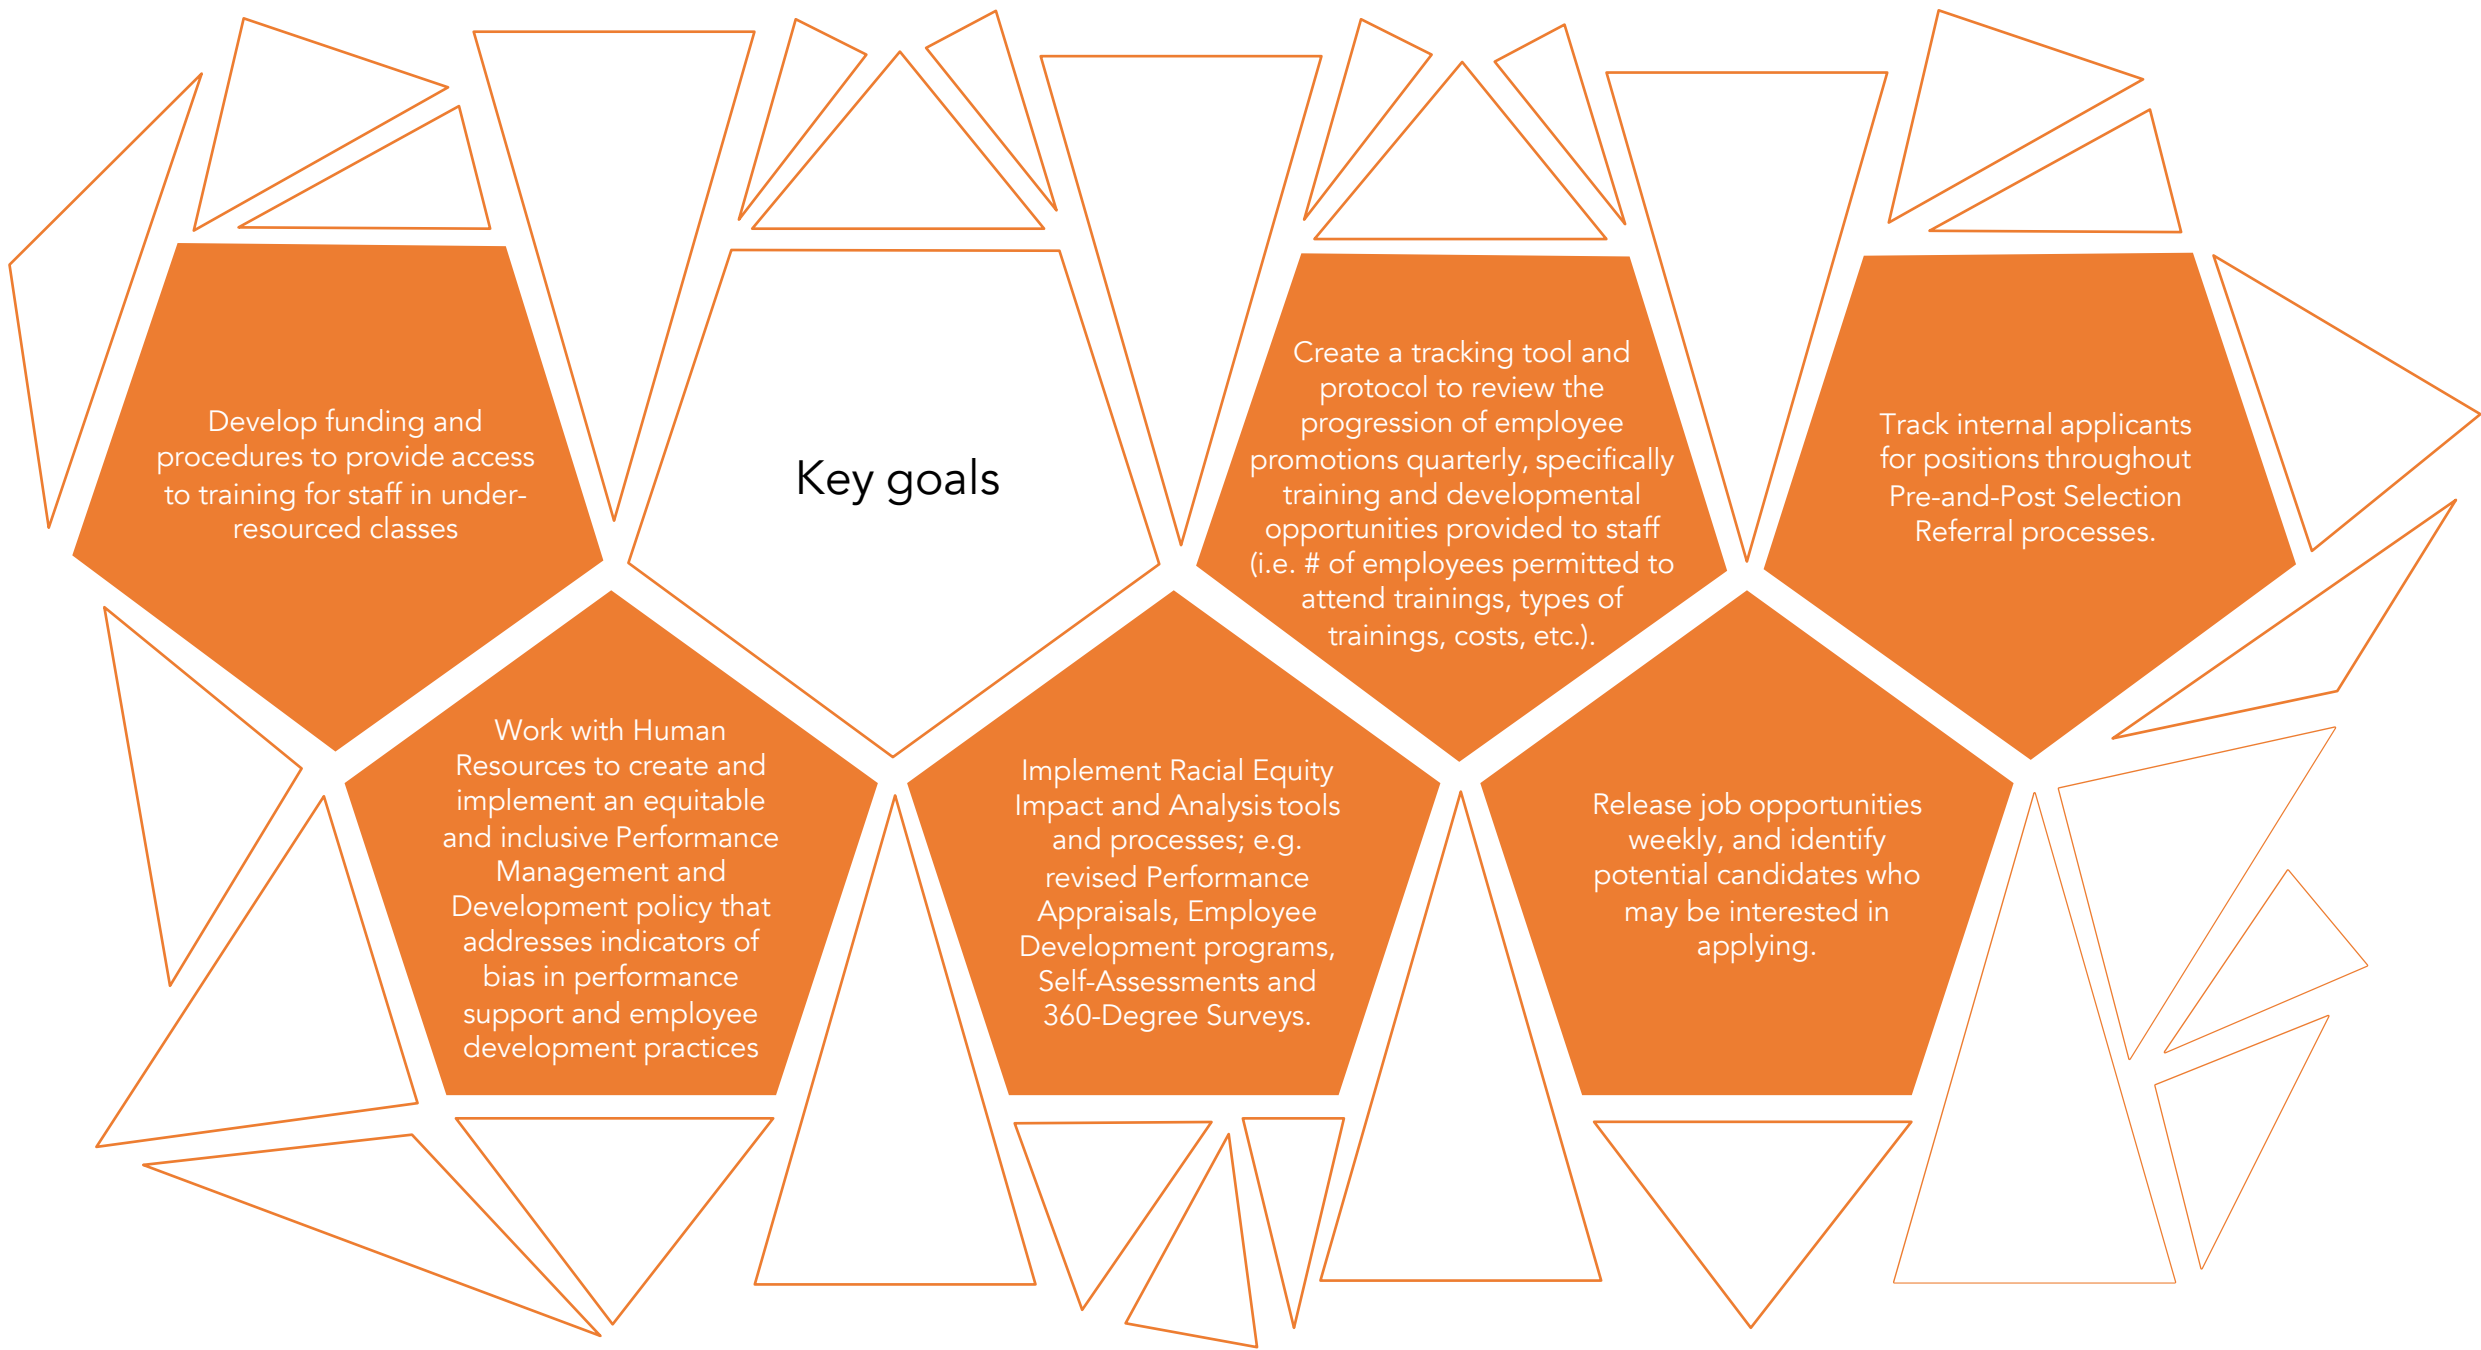 Develop funding and
procedures to provide access
to training for staff in under-
resourced classes
Key goals
Create a tracking tool and
protocol to review the
progression of employee
promotions quarterly, specifically
training and developmental
opportunities provided to staff
(i.e. # of employees permitted to
attend trainings, types of
trainings, costs, etc.).
Track internal applicants
for positions throughout
Pre-and-Post Selection
Referral processes.
Work with Human
Resources to create and
implement an equitable
and inclusive Performance
Management and
Development policy that
addresses indicators of
bias in performance
support and employee
development practices
Implement Racial Equity
Impact and Analysis tools
and processes; e.g.
revised Performance
Appraisals, Employee
Development programs,
Self-Assessments and
360-Degree Surveys.
Release job opportunities
weekly, and identify
potential candidates who
may be interested in
applying.